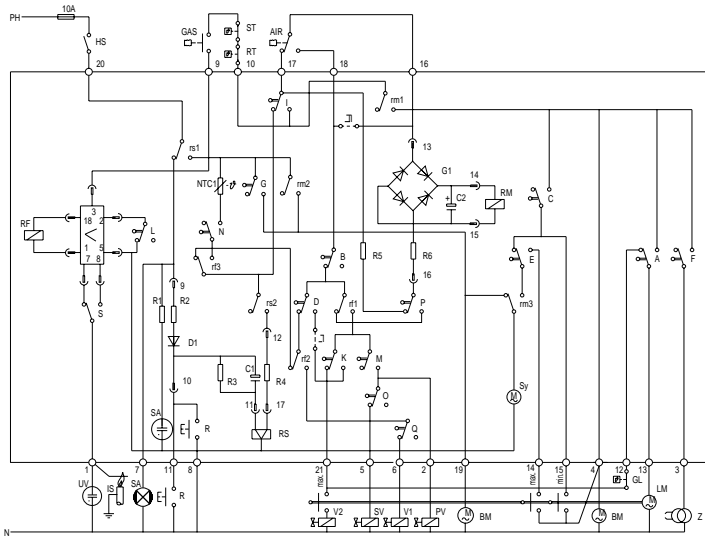 PH 10A
HS
GAS ST AIR
RT
20 9 10 17 18 16
I rm1
rs1 13
NTC1 ϑ G rm2 G1 14
+ C2 RM
C
3
18 2
RF L
1 5
7 8
N 15
B R5 R6 E A F
rf3
9 16
S R1 R2 rs2 D rf1 P rm3
12
D1
rf2 K M
R3 C1 R4 Sy
M
10 O
SA R 11 17 Q
RS
1 7 11 8 21 5 6 2 19 14 15 4 12 13 3
max. max. min.
UV IS SA R GL LM
M M M Z
V2 SV V1 PV BM BM
N